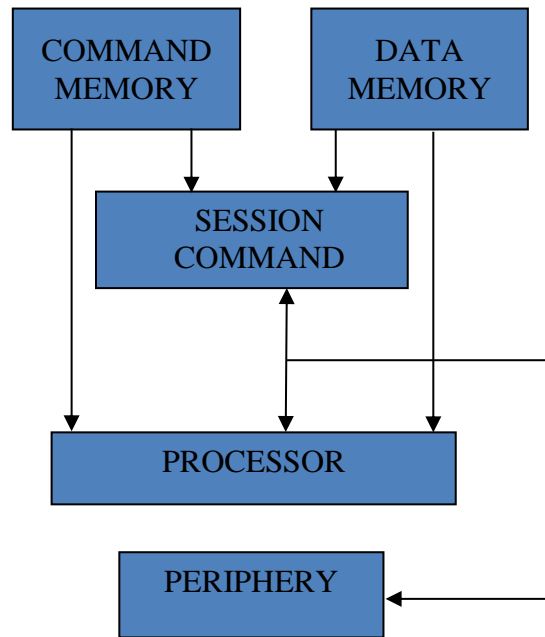 COMMAND
MEMORY
DATA
MEMORY
SESSION
COMMAND
PROCESSOR
PERIPHERY